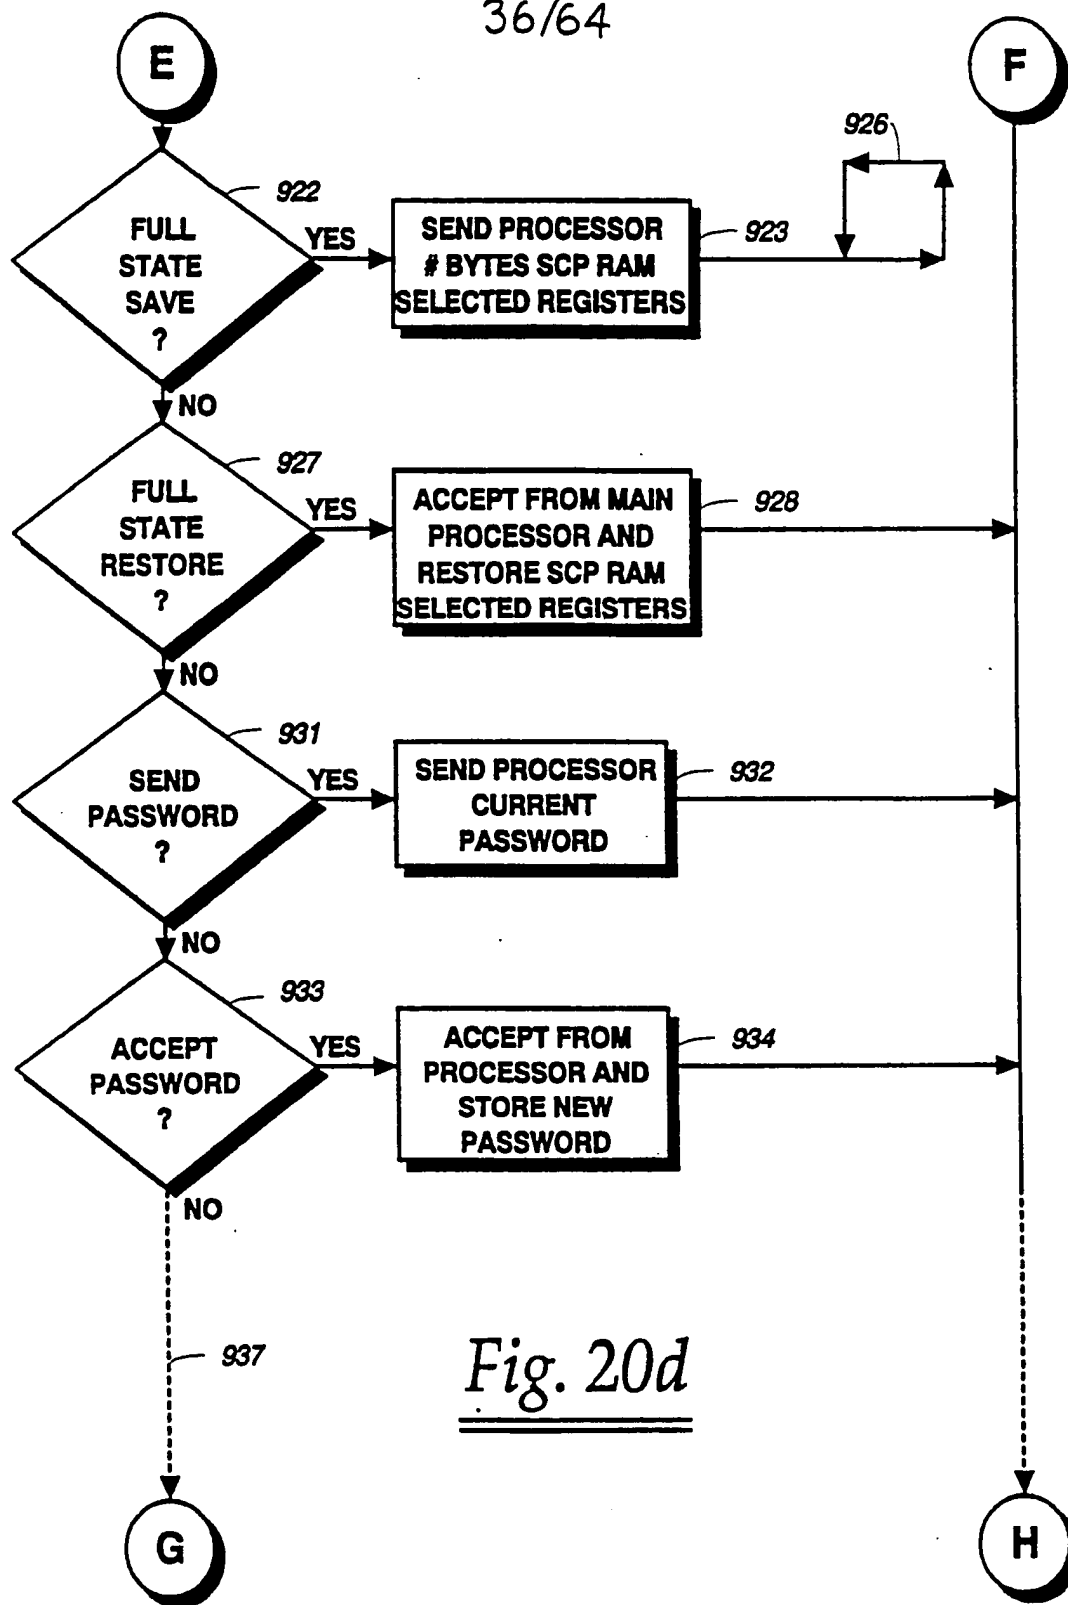 36/64
E
F
926
922
FULL
STATE
SAVE
?
YES
SEND PROCESSOR
# BYTES SCP RAM
SELECTED REGISTERS
923
NO
927
FULL
STATE
RESTORE
?
YES
ACCEPT FROM MAIN
PROCESSOR AND
RESTORE SCP RAM
SELECTED REGISTERS
928
NO
931
SEND
PASSWORD
?
YES
SEND PROCESSOR
CURRENT
PASSWORD
932
NO
933
ACCEPT
PASSWORD
?
YES
ACCEPT FROM
PROCESSOR AND
STORE NEW
PASSWORD
934
NO
937
Fig. 20d
G
H